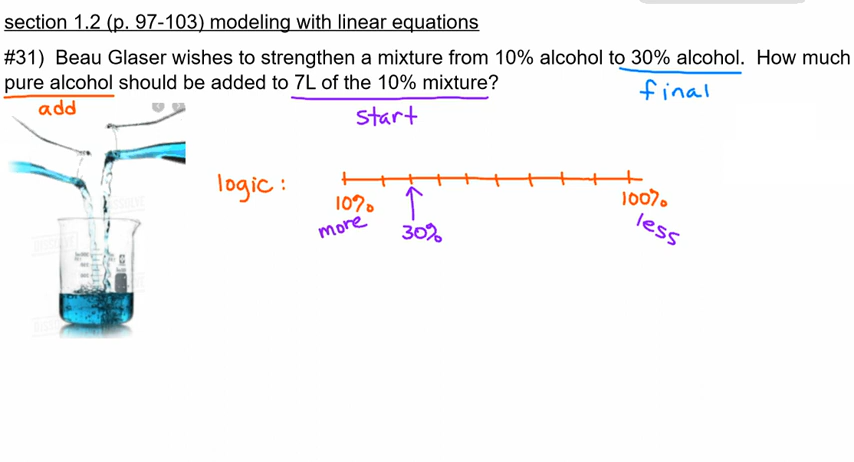 section 1.2 (p. 97-103) modeling with linear equations
#31) Beau Glaser wishes to strengthen a mixture from 10% alcohol to 30% alcohol. How much
pure alcohol should be added to 7L of the 10% mixture?
add
start
final
logic:
10%
100%
more
30%
less